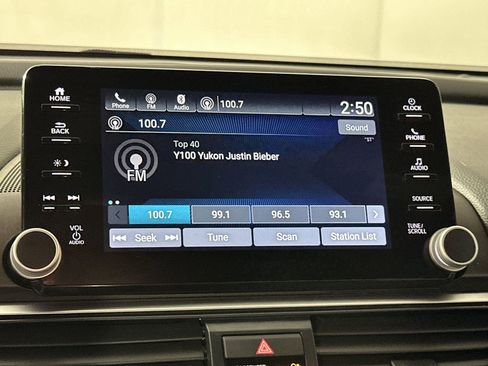 HOME
BACK
VOL
AUDIO
Phone
FM
Audio
100.7
2:50
100.7
Sound
"ST"
Top 40
Y100 Yukon Justin Bieber
FM
100.7 99.1 96.5 93.1
Seek Tune Scan Station List
CLOCK
PHONE
AUDIO
SOURCE
TUNE/
SCROLL